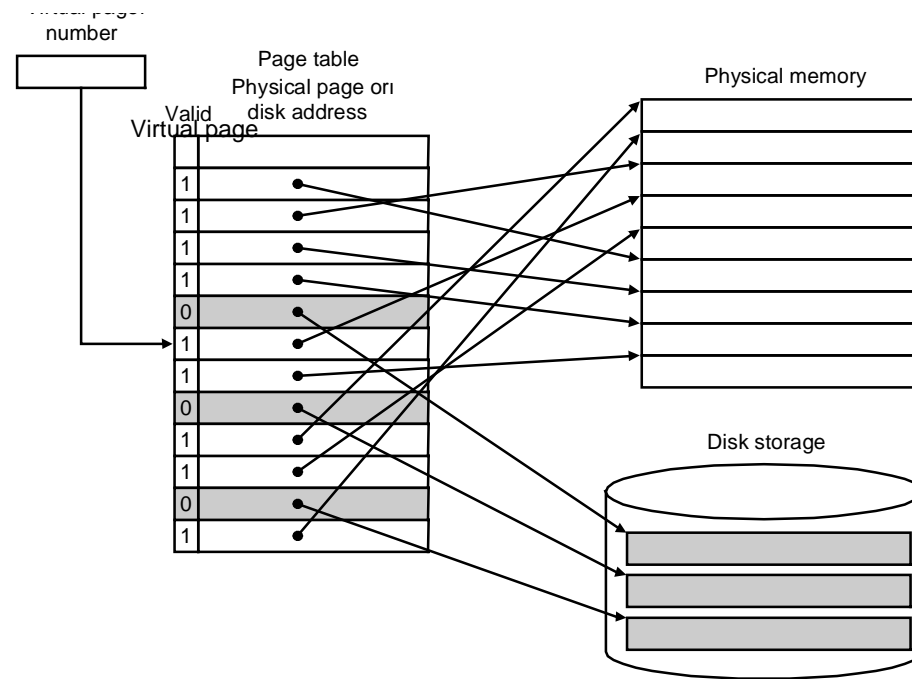 number
Page table
Physical page or
disk address
Physical memory
Valid
Virtual page
1
1
1
1
0
1
1
0
1
1
0
1
Disk storage